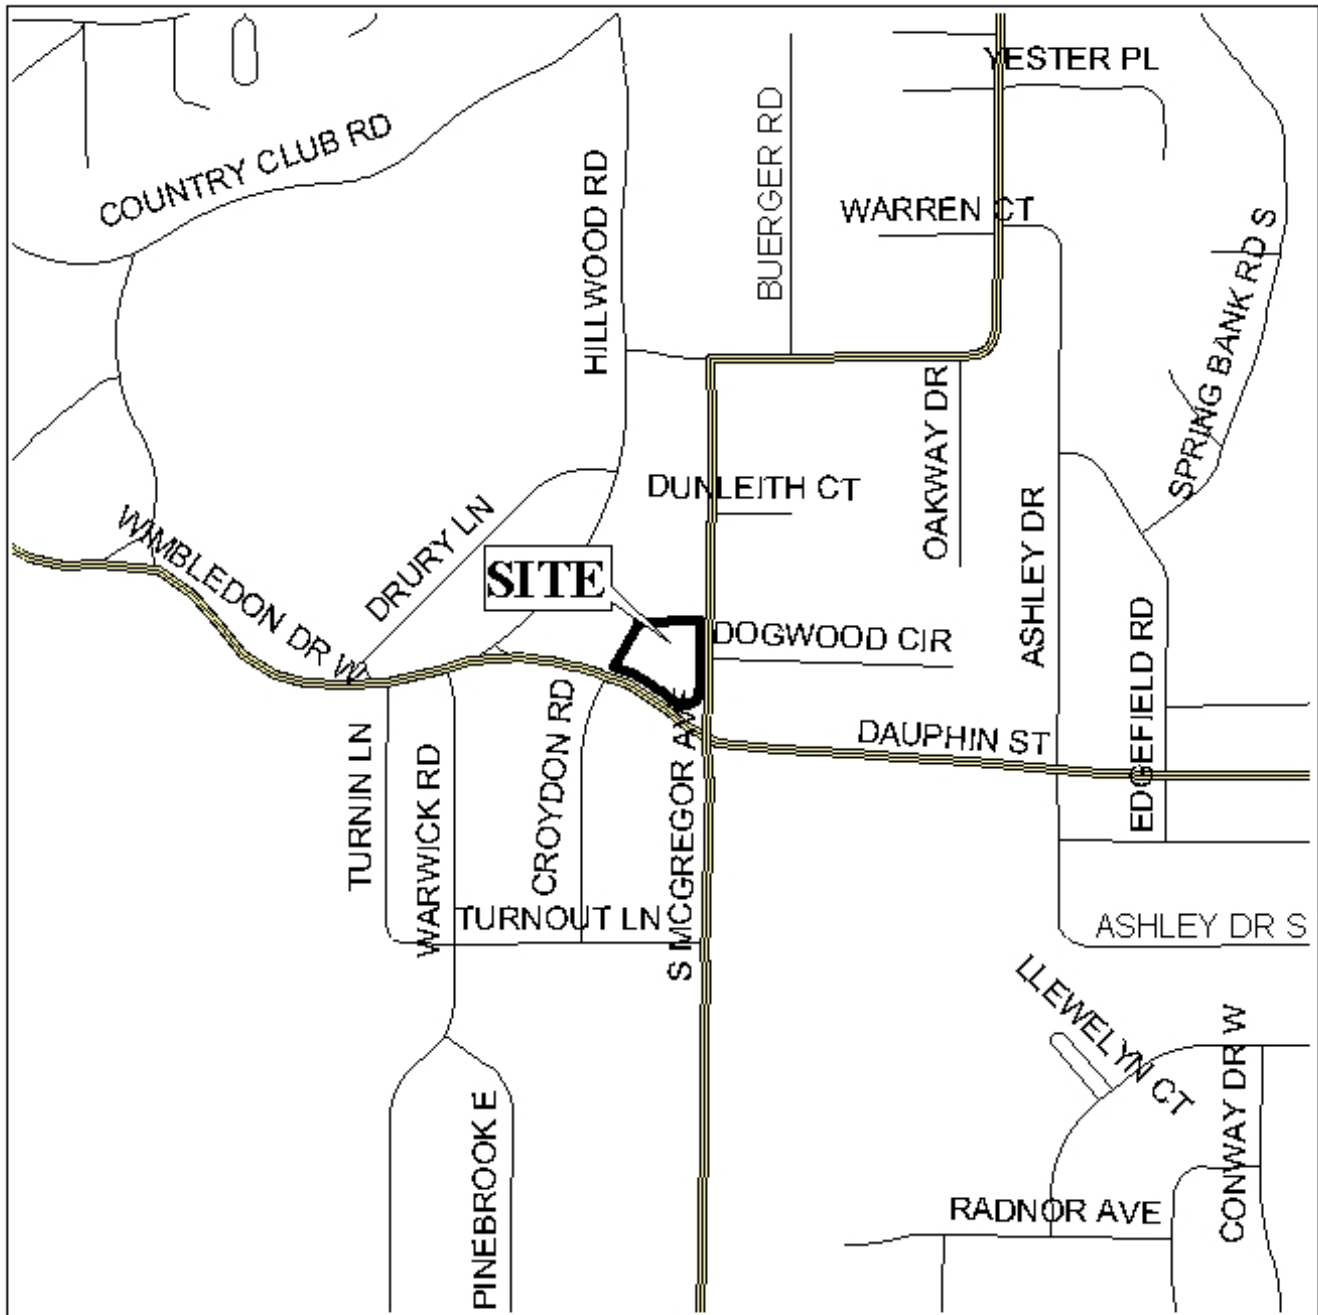 YESTER PL
COUNTRY CLUB RD
BUERGER RD
HILLWOOD RD
WARREN CT
SPRING BANK RD S
OAKWAY DR
DUNLEITH CT
DRURY LN
WIMBLEDON DR W
SITE
ASHLEY DR
DOGWOOD CIR
EDGEFIELD RD
CROYDON RD
S MCGREGOR AVE
DAUPHIN ST
TURNIN LN
WARWICK RD
TURNOUT LN
ASHLEY DR S
LLEWELYN CT
CONWAY DR W
PINEBROOK E
RADNOR AVE